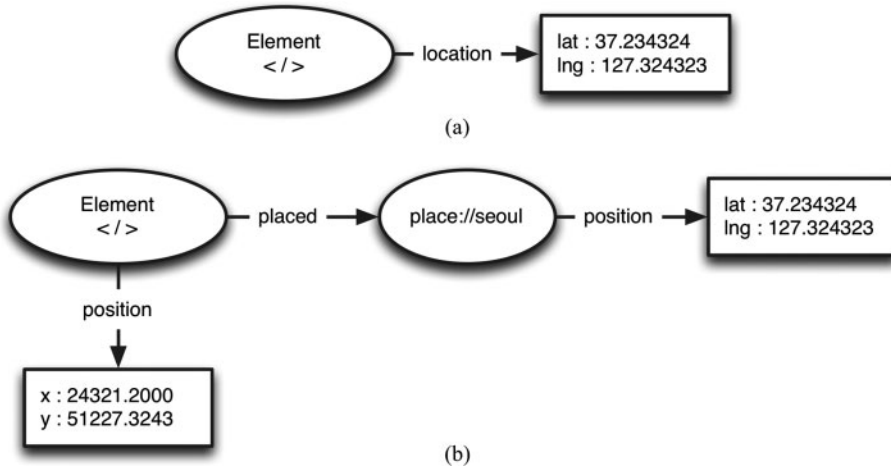 Element
< / >
location
lat : 37.234324
lng : 127.324323
(a)
Element
< / >
placed
place://seoul
position
lat : 37.234324
lng : 127.324323
position
x : 24321.2000
y : 51227.3243
(b)